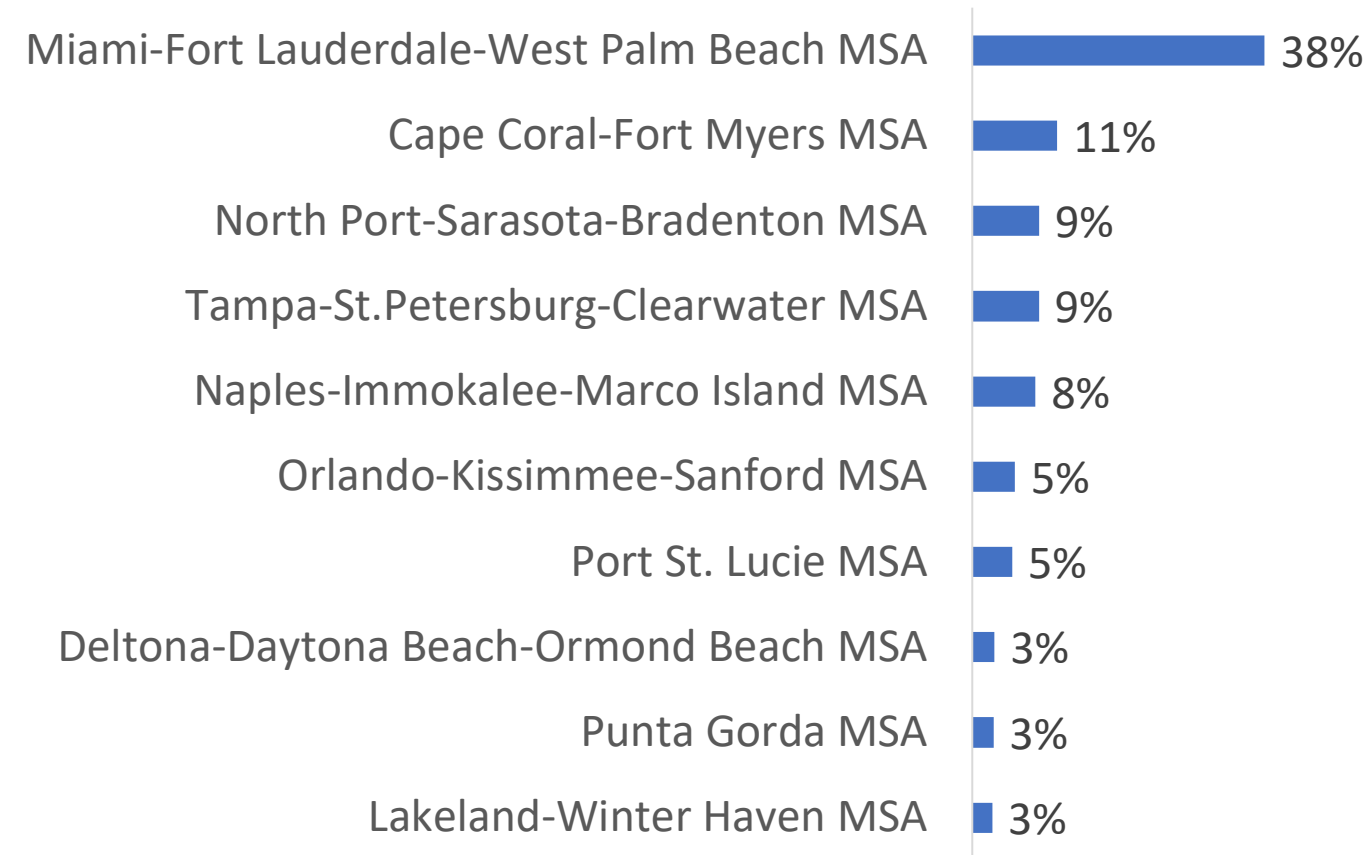 Miami-Fort Lauderdale-West Palm Beach MSA 38%
Cape Coral-Fort Myers MSA 11%
North Port-Sarasota-Bradenton MSA 9%
Tampa-St.Petersburg-Clearwater MSA 9%
Naples-Immokalee-Marco Island MSA 8%
Orlando-Kissimmee-Sanford MSA 5%
Port St. Lucie MSA 5%
Deltona-Daytona Beach-Ormond Beach MSA 3%
Punta Gorda MSA 3%
Lakeland-Winter Haven MSA 3%